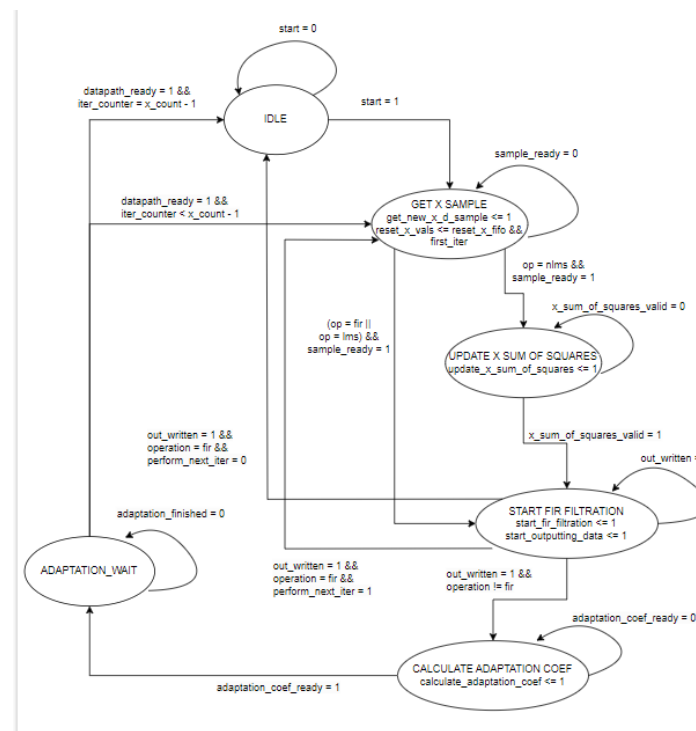 start = 0
datapath_ready = 1 &&
iter_counter = x_count - 1
IDLE
start = 1
sample_ready = 0
datapath_ready = 1 &&
iter_counter < x_count - 1
GET X SAMPLE
get_new_x_d_sample <= 1
reset_x_vals <= reset_x_fifo &&
first_iter
op = nlms &&
sample_ready = 1
x_sum_of_squares_valid = 0
(op = fir ||
op = lms) &&
sample_ready = 1
UPDATE X SUM OF SQUARES
update_x_sum_of_squares <= 1
out_written = 1 &&
operation = fir &&
perform_next_iter = 0
x_sum_of_squares_valid = 1
out_written =
adaptation_finished = 0
START FIR FILTRATION
start_fir_filtration <= 1
start_outputting_data <= 1
ADAPTATION_WAIT
out_written = 1 &&
operation = fir &&
perform_next_iter = 1
out_written = 1 &&
operation != fir
adaptation_coef_ready = 0
CALCULATE ADAPTATION COEF
calculate_adaptation_coef <= 1
adaptation_coef_ready = 1